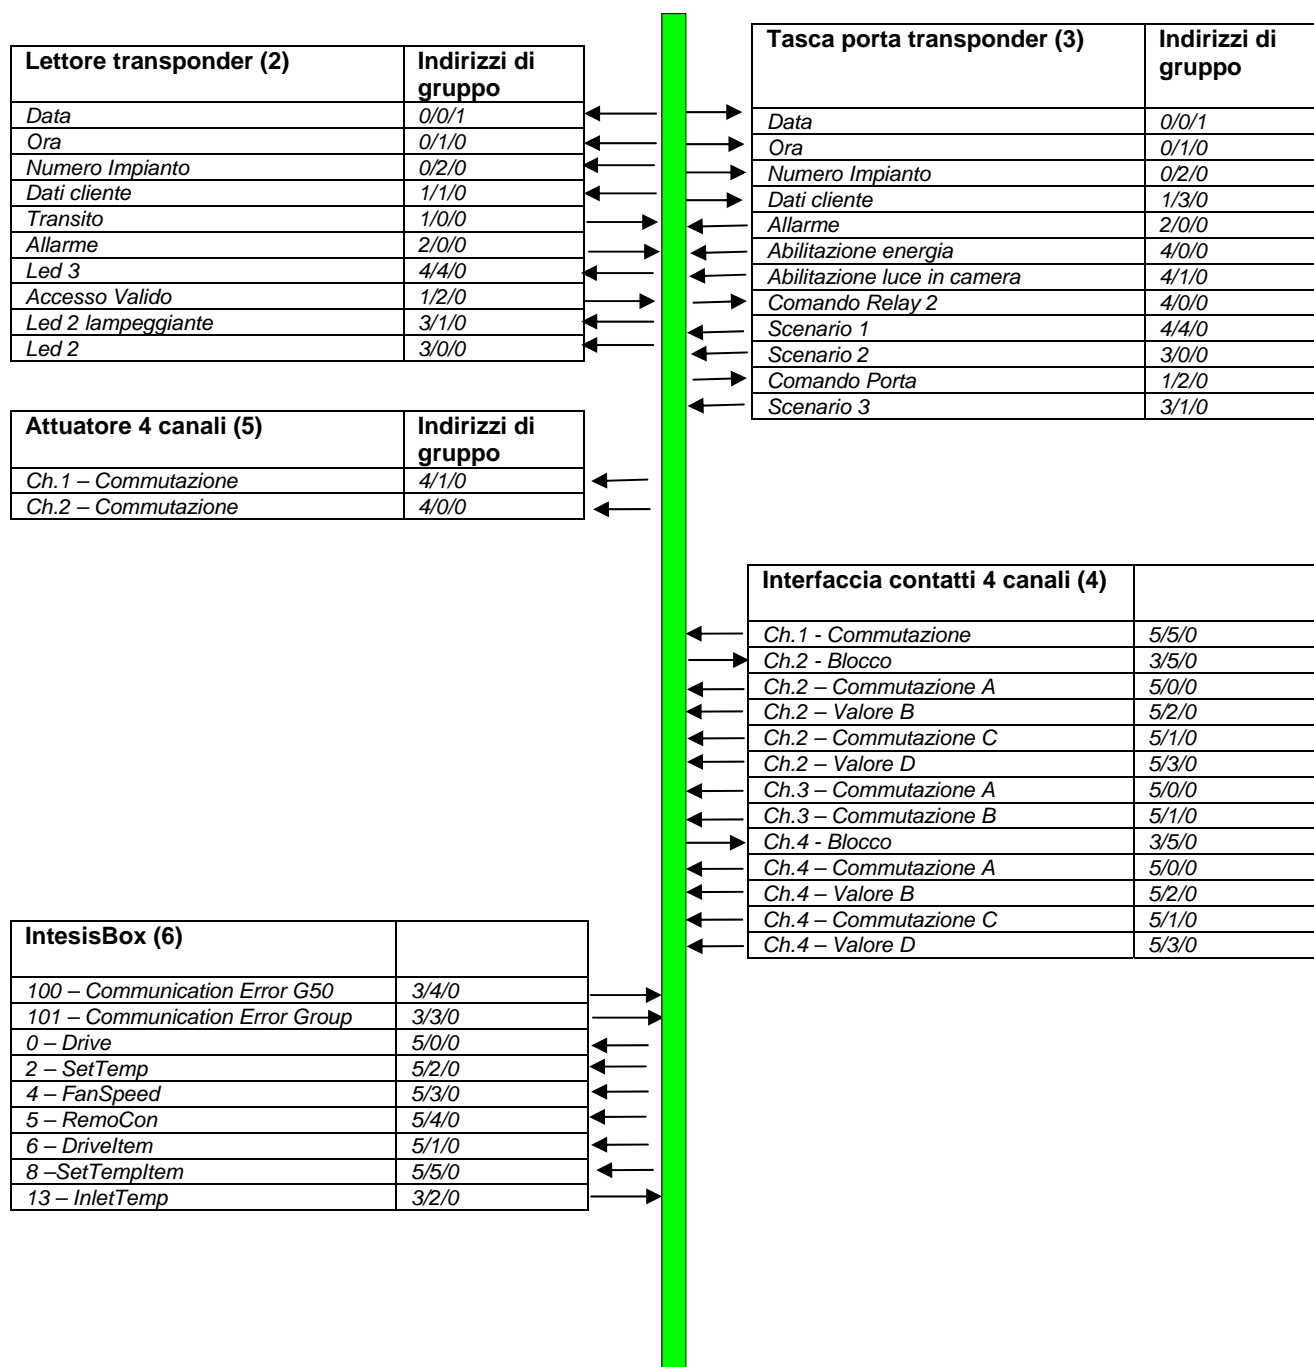 Lettore transponder (2) Indirizzi di
gruppo
Data 0/0/1
Ora 0/1/0
Numero Impianto 0/2/0
Dati cliente 1/1/0
Transito 1/0/0
Allarme 2/0/0
Led 3 4/4/0
Accesso Valido 1/2/0
Led 2 lampeggiante 3/1/0
Led 2 3/0/0
Tasca porta transponder (3) Indirizzi di
gruppo
Data 0/0/1
Ora 0/1/0
Numero Impianto 0/2/0
Dati cliente 1/3/0
Allarme 2/0/0
Abilitazione energia 4/0/0
Abilitazione luce in camera 4/1/0
Comando Relay 2 4/0/0
Scenario 1 4/4/0
Scenario 2 3/0/0
Comando Porta 1/2/0
Scenario 3 3/1/0
Attuatore 4 canali (5) Indirizzi di
gruppo
Ch.1 – Commutazione 4/1/0
Ch.2 – Commutazione 4/0/0
Interfaccia contatti 4 canali (4)
Ch.1 - Commutazione 5/5/0
Ch.2 - Blocco 3/5/0
Ch.2 – Commutazione A 5/0/0
Ch.2 – Valore B 5/2/0
Ch.2 – Commutazione C 5/1/0
Ch.2 – Valore D 5/3/0
Ch.3 – Commutazione A 5/0/0
Ch.3 – Commutazione B 5/1/0
Ch.4 - Blocco 3/5/0
Ch.4 – Commutazione A 5/0/0
Ch.4 – Valore B 5/2/0
Ch.4 – Commutazione C 5/1/0
Ch.4 – Valore D 5/3/0
IntesisBox (6)
100 – Communication Error G50 3/4/0
101 – Communication Error Group 3/3/0
0 – Drive 5/0/0
2 – SetTemp 5/2/0
4 – FanSpeed 5/3/0
5 – RemoCon 5/4/0
6 – DriveItem 5/1/0
8 –SetTempItem 5/5/0
13 – InletTemp 3/2/0